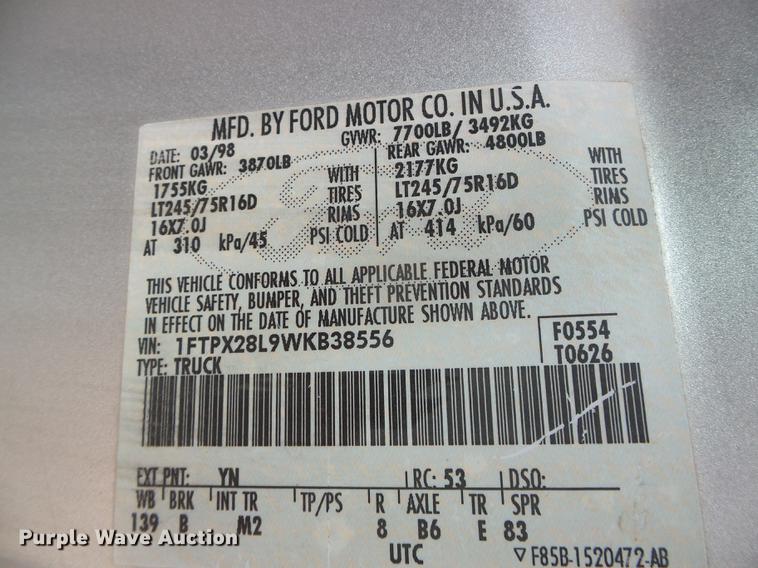 MFD. BY FORD MOTOR CO. IN U.S.A.
DATE: 03/98 GVWR: 7700LB/ 3492KG
FRONT GAWR: 3870LB REAR GAWR: 4800LB
1755KG WITH 2177KG WITH
LT245/75R16D TIRES LT245/75R16D TIRES
16X7.0J RIMS 16X7.0J RIMS
AT 310 kPa/45 PSI COLD AT 414 kPa/60 PSI COLD
THIS VEHICLE CONFORMS TO ALL APPLICABLE FEDERAL MOTOR
VEHICLE SAFETY, BUMPER, AND THEFT PREVENTION STANDARDS
IN EFFECT ON THE DATE OF MANUFACTURE SHOWN ABOVE.
VIN: 1FTPX28L9WKB38556 F0554
TYPE: TRUCK T0626
EXT PNT: YN RC: 53 DSO:
WB BRK INT TR TP/PS R AXLE TR SPR
139 B M2 8 B6 E 83
UTC ▽ F85B-1520472-AB
Purple Wave Auction